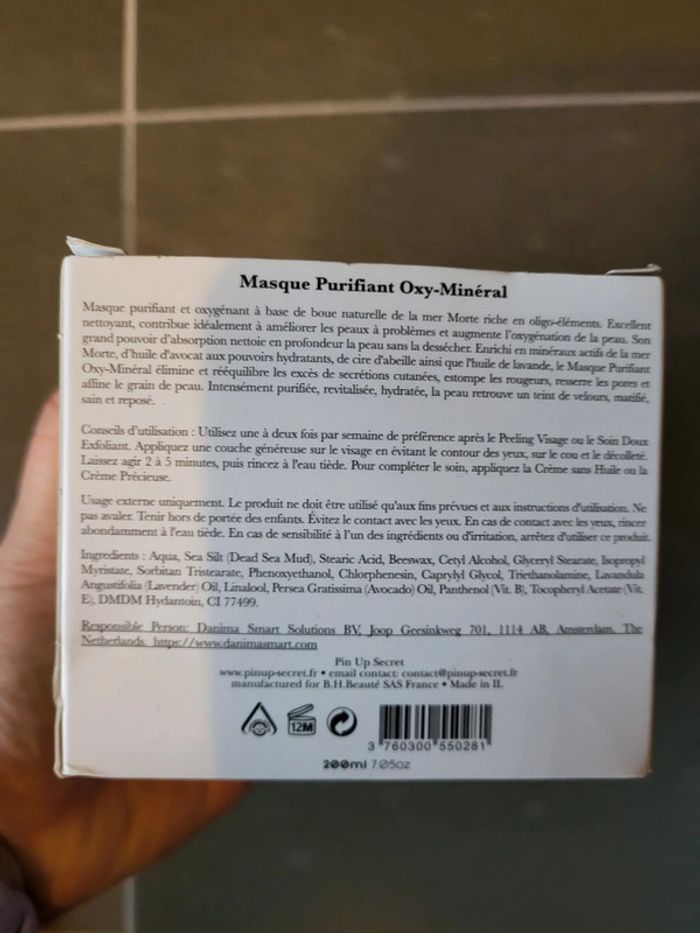 Masque Purifiant Oxy-Minéral
Masque purifiant et oxygénant à base de boue naturelle de la mer Morte riche en oligo-éléments. Excellent
nettoyant, contribue idéalement à améliorer les peaux à problèmes et augmente l'oxygénation de la peau. Son
grand pouvoir d'absorption nettoie en profondeur la peau sans la dessécher. Enrichi en minéraux actifs de la mer
Morte, d'huile d'avocat aux pouvoirs hydratants, de cire d'abeille ainsi que l'huile de lavande, le Masque Purifiant
Oxy-Minéral élimine et rééquilibre les excès de secrétions cutanées, estompe les rougeurs, resserre les pores et
affine le grain de peau. Intensément purifiée, revitalisée, hydratée, la peau retrouve un teint de velours, matifié,
sain et reposé.
Conseils d'utilisation : Utilisez une à deux fois par semaine de préférence après le Peeling Visage ou le Soin Doux
Exfoliant. Appliquez une couche généreuse sur le visage en évitant le contour des yeux, sur le cou et le décolleté.
Laissez agir 2 à 5 minutes, puis rincez à l'eau tiède. Pour compléter le soin, appliquez la Crème sans Huile ou la
Crème Précieuse.
Usage externe uniquement. Le produit ne doit être utilisé qu'aux fins prévues et aux instructions d'utilisation. Ne
pas avaler. Tenir hors de portée des enfants. Évitez le contact avec les yeux. En cas de contact avec les yeux, rincer
abondamment à l'eau tiède. En cas de sensibilité à l'un des ingrédients ou d'irritation, arrêtez d'utiliser ce produit.
Ingredients : Aqua, Sea Silt (Dead Sea Mud), Stearic Acid, Beeswax, Cetyl Alcohol, Glyceryl Stearate, Isopropyl
Myristate, Sorbitan Tristearate, Phenoxyethanol, Chlorphenesin, Caprylyl Glycol, Triethanolamine, Lavandula
Angustifolia (Lavender) Oil, Linalool, Persea Gratissima (Avocado) Oil, Panthenol (Vit. B), Tocopheryl Acetate (Vit.
E), DMDM Hydantoin, CI 77499.
Responsible Person: Danima Smart Solutions BV, Joop Geesinkweg 701, 1114 AB, Amsterdam, The
Netherlands. https://www.danimasmart.com
Pin Up Secret
www.pinup-secret.fr • email contact: contact@pinup-secret.fr
manufactured for B.H.Beauté SAS France • Made in IL
12M
3 760300 550281
200ml 7.05oz